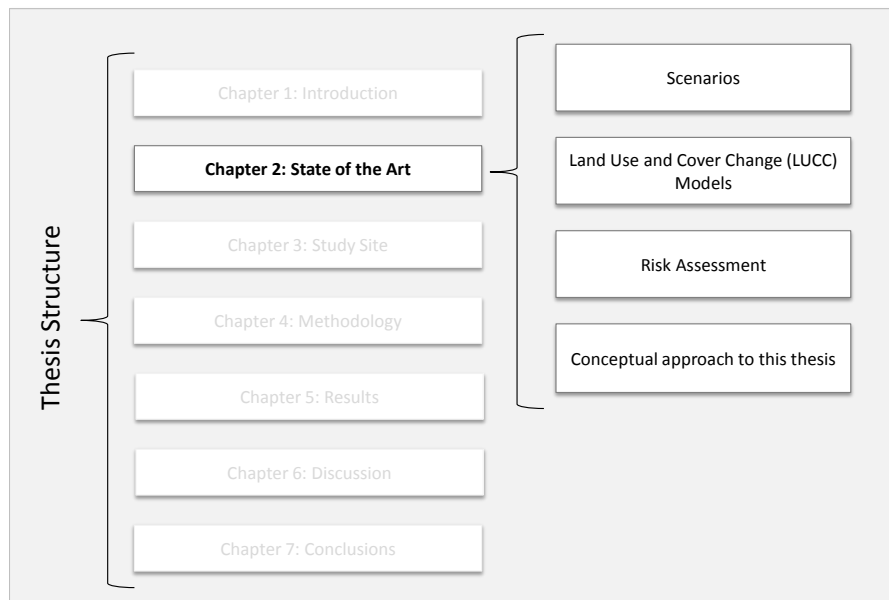 Thesis Structure
Chapter 1: Introduction
Chapter 2: State of the Art
Chapter 3: Study Site
Chapter 4: Methodology
Chapter 5: Results
Chapter 6: Discussion
Chapter 7: Conclusions
Scenarios
Land Use and Cover Change (LUCC)
Models
Risk Assessment
Conceptual approach to this thesis